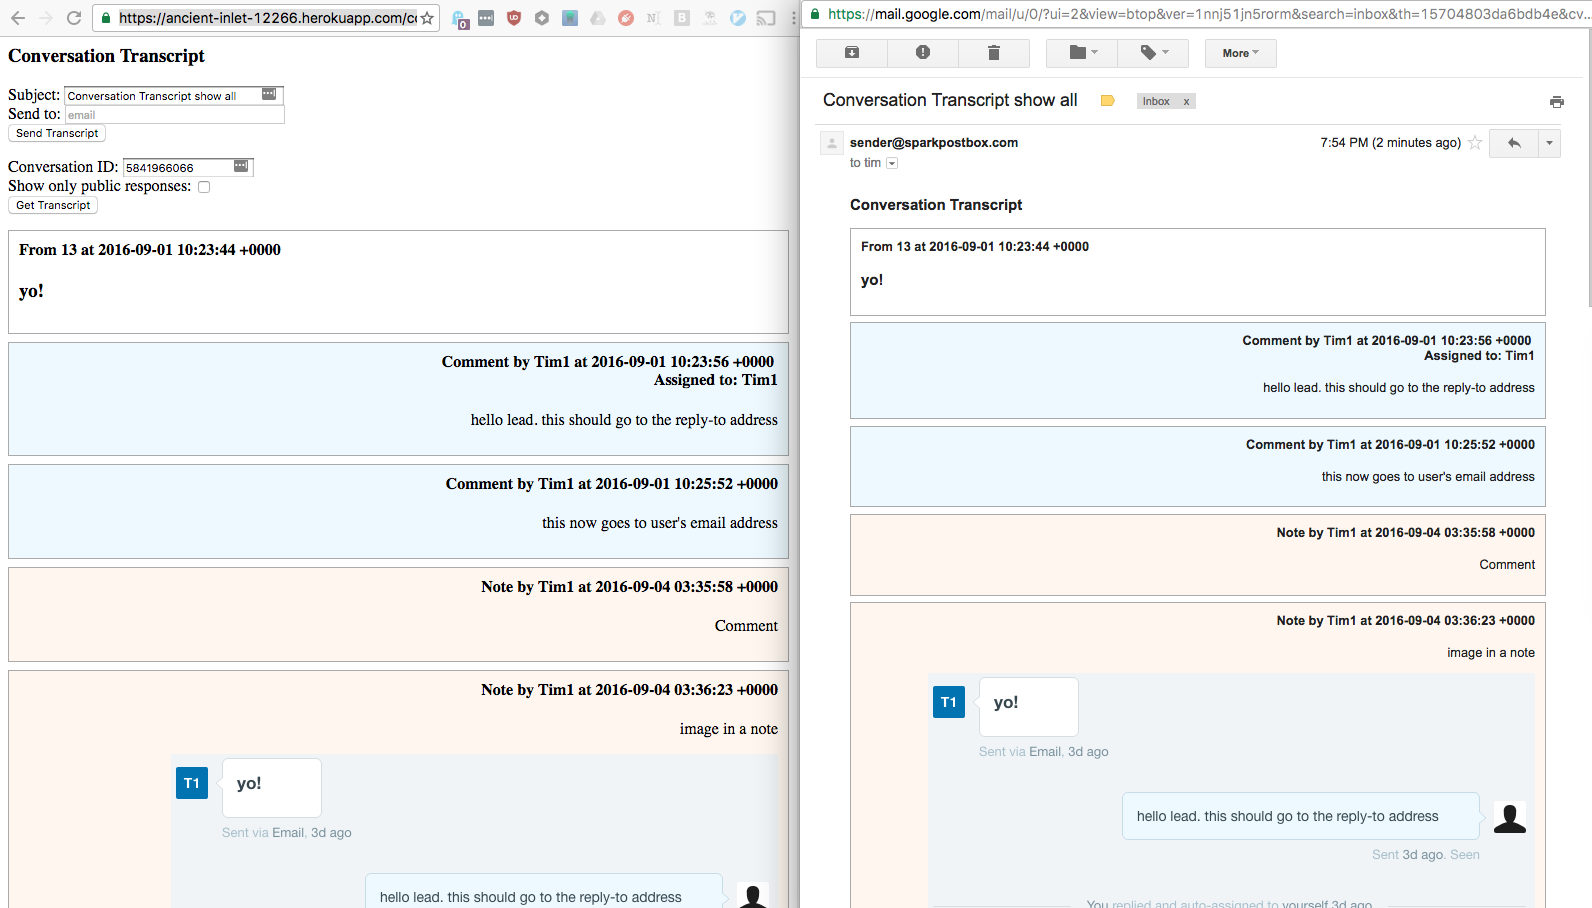 https://ancient-inlet-12266.herokuapp.com/co
0
Conversation Transcript
Subject: Conversation Transcript show all
Send to: email
Send Transcript
Conversation ID: 5841966066
Show only public responses:
Get Transcript
From 13 at 2016-09-01 10:23:44 +0000
yo!
Comment by Tim1 at 2016-09-01 10:23:56 +0000
Assigned to: Tim1
hello lead. this should go to the reply-to address
Comment by Tim1 at 2016-09-01 10:25:52 +0000
this now goes to user's email address
Note by Tim1 at 2016-09-04 03:35:58 +0000
Comment
Note by Tim1 at 2016-09-04 03:36:23 +0000
image in a note
T1
yo!
Sent via Email, 3d ago
hello lead. this should go to the reply-to address
https://mail.google.com/mail/u/0/?ui=2&view=btop&ver=1nnj51jn5rorm&search=inbox&th=15704803da6bdb4e&cv...
More
Conversation Transcript show all
Inbox x
sender@sparkpostbox.com
7:54 PM (2 minutes ago)
to tim
Conversation Transcript
From 13 at 2016-09-01 10:23:44 +0000
yo!
Comment by Tim1 at 2016-09-01 10:23:56 +0000
Assigned to: Tim1
hello lead. this should go to the reply-to address
Comment by Tim1 at 2016-09-01 10:25:52 +0000
this now goes to user's email address
Note by Tim1 at 2016-09-04 03:35:58 +0000
Comment
Note by Tim1 at 2016-09-04 03:36:23 +0000
image in a note
T1
yo!
Sent via Email, 3d ago
hello lead. this should go to the reply-to address
Sent 3d ago. Seen
You replied and auto-assigned to yourself 3d ago